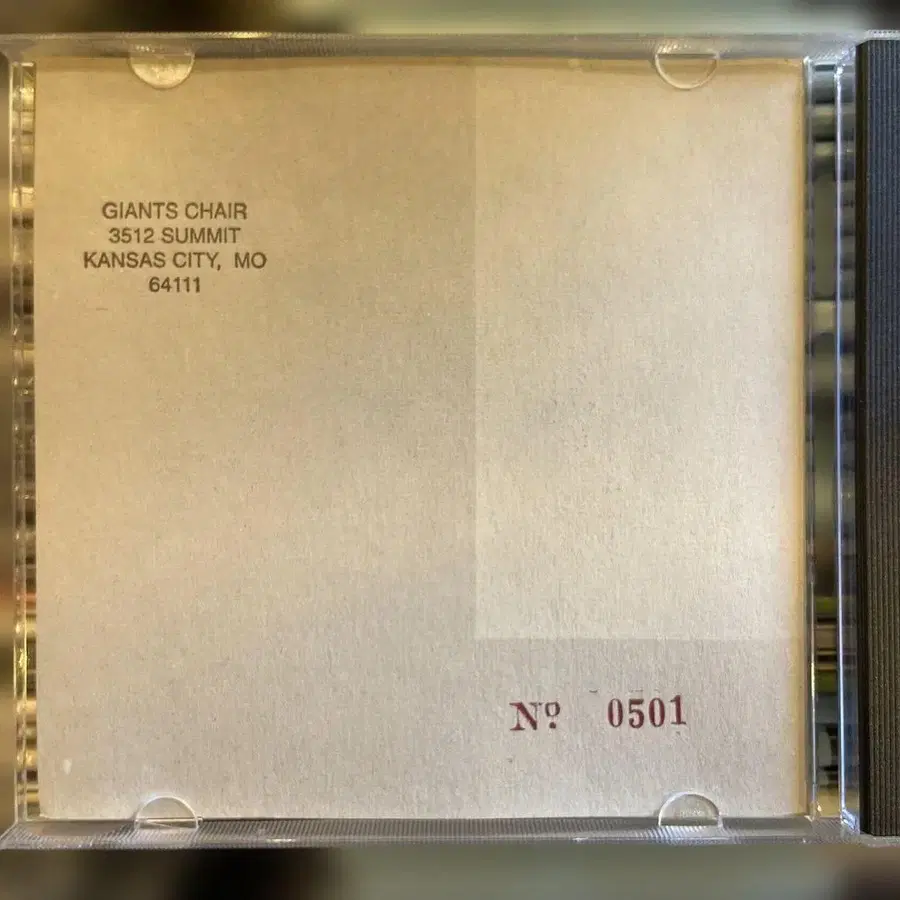 GIANTS CHAIR
3512 SUMMIT
KANSAS CITY, MO
64111
Nº 0501